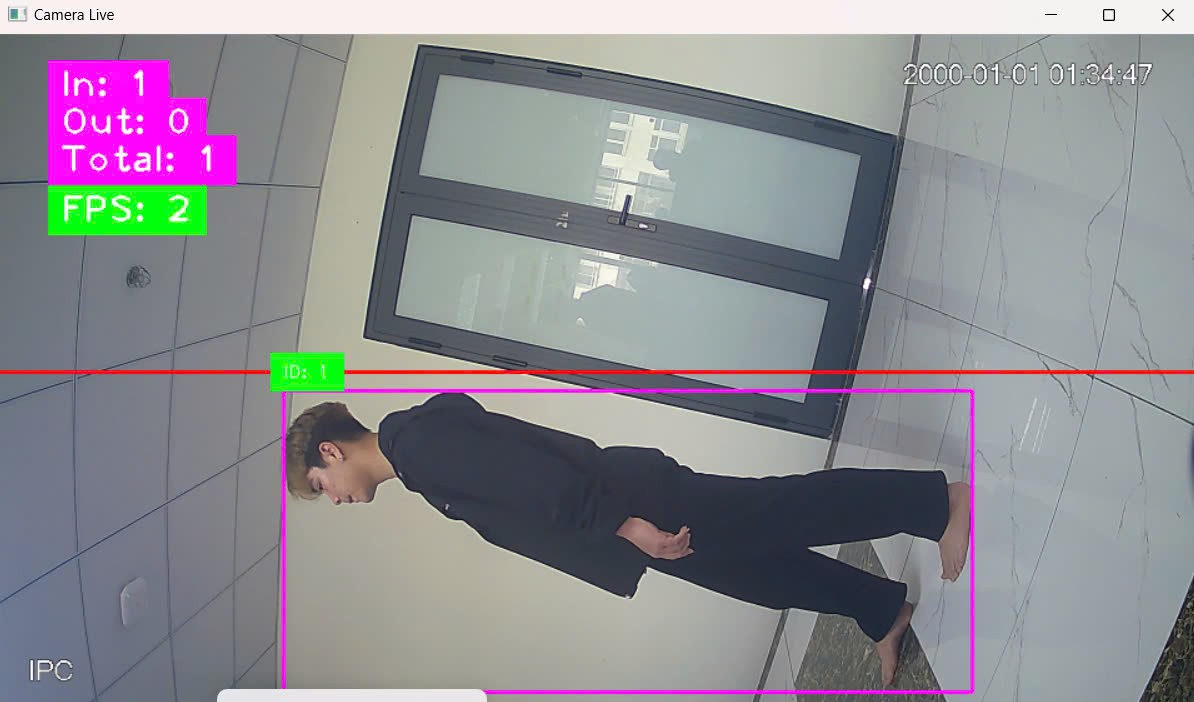 Camera Live
In: 1
Out: 0
Total: 1
FPS: 2
2000-01-01 01:34:47
ID: 1
IPC